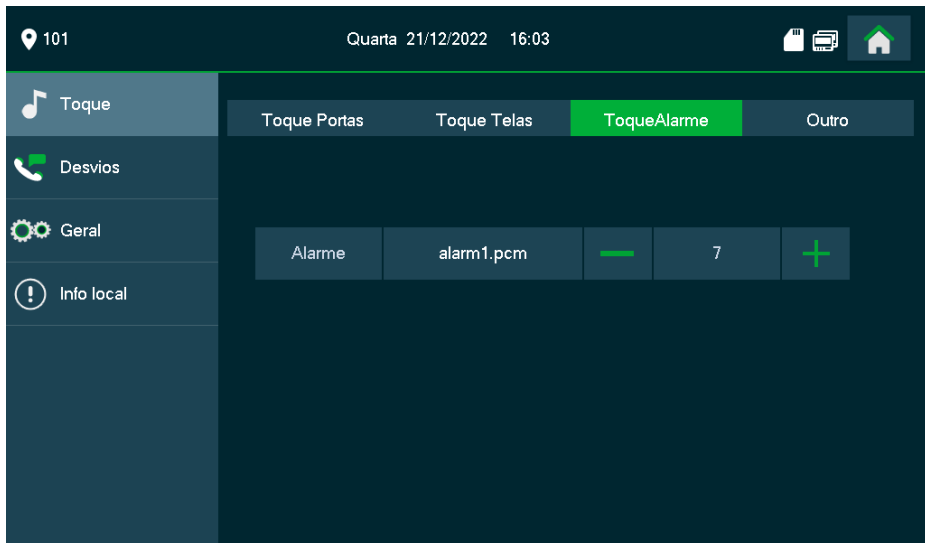 101
Quarta 21/12/2022 16:03
Toque
Desvios
Geral
Info local
Toque Portas
Toque Telas
ToqueAlarme
Outro
Alarme
alarm1.pcm
7